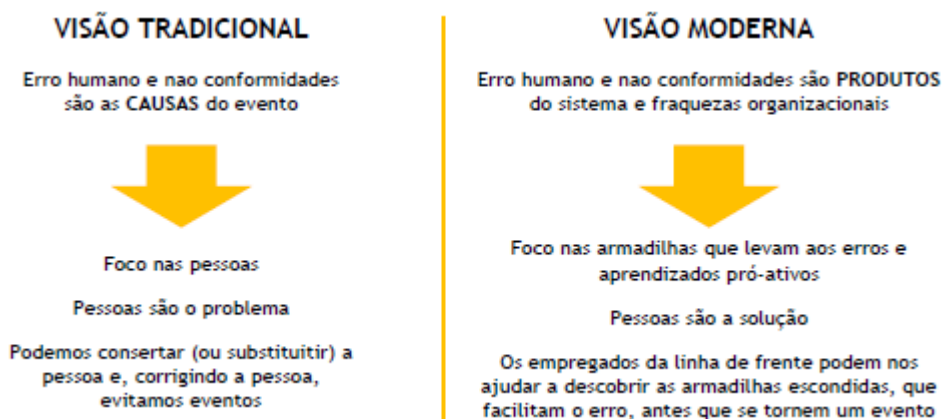 VISÃO TRADICIONAL
Erro humano e nao conformidades
são as CAUSAS do evento
Foco nas pessoas
Pessoas são o problema
Podemos consertar (ou substituitir) a
pessoa e, corrigindo a pessoa,
evitamos eventos
VISÃO MODERNA
Erro humano e nao conformidades são PRODUTOS
do sistema e fraquezas organizacionais
Foco nas armadilhas que levam aos erros e
aprendizados pró-ativos
Pessoas são a solução
Os empregados da linha de frente podem nos
ajudar a descobrir as armadilhas escondidas, que
facilitam o erro, antes que se tornem um evento